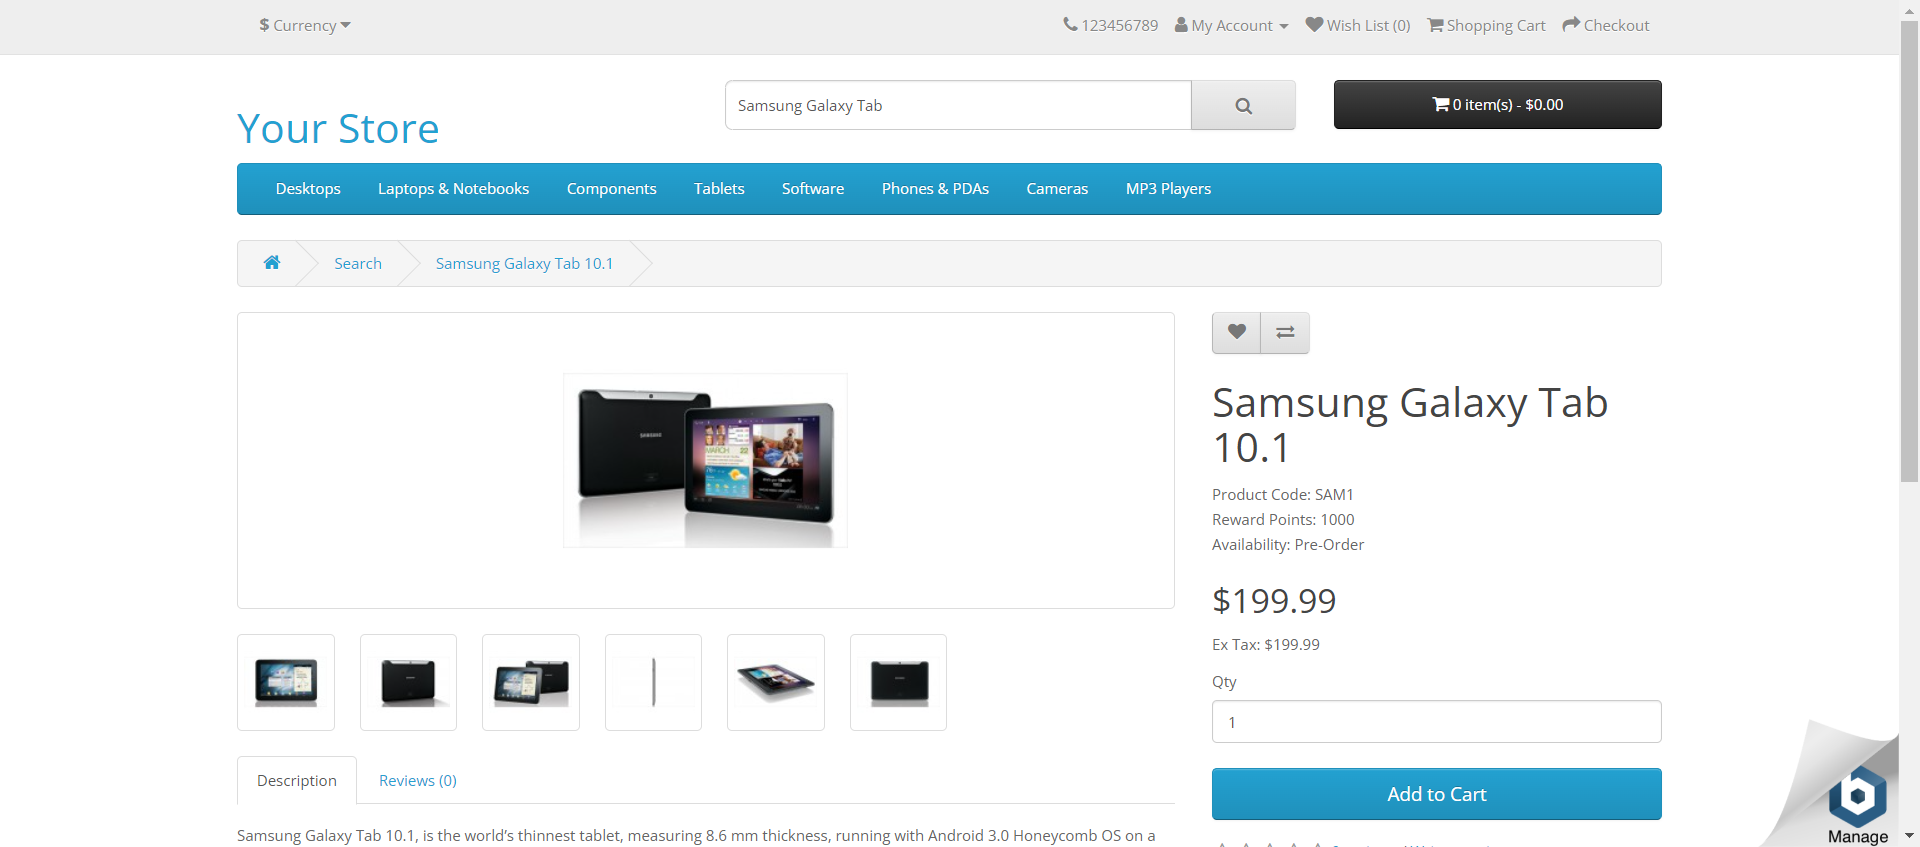 $ Currency
123456789 My Account Wish List (0) Shopping Cart Checkout
Your Store
Samsung Galaxy Tab
0 item(s) - $0.00
Desktops Laptops & Notebooks Components Tablets Software Phones & PDAs Cameras MP3 Players
Search Samsung Galaxy Tab 10.1
SAMSUNG
MARCH 22
Samsung Galaxy Tab
10.1
Product Code: SAM1
Reward Points: 1000
Availability: Pre-Order
$199.99
Ex Tax: $199.99
Qty
1
Add to Cart
Description Reviews (0)
Samsung Galaxy Tab 10.1, is the world’s thinnest tablet, measuring 8.6 mm thickness, running with Android 3.0 Honeycomb OS on a
b
Manage